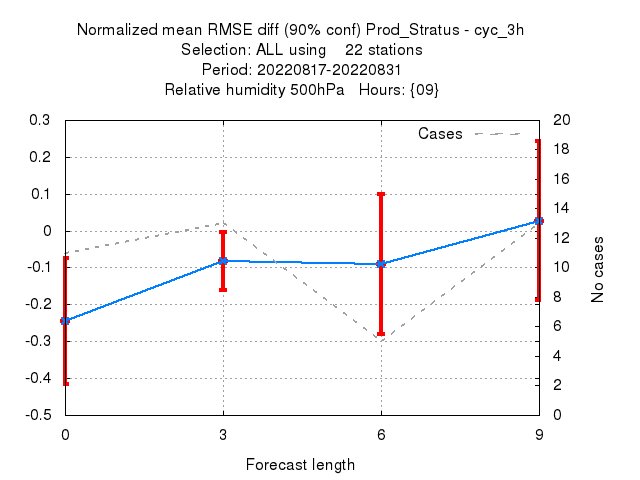 Normalized mean RMSE diff (90% conf) Prod_Stratus - cyc_3h
Selection: ALL using    22 stations
Period: 20220817-20220831
Relative humidity 500hPa   Hours: {09}
Cases
0.3
0.2
0.1
0
-0.1
-0.2
-0.3
-0.4
-0.5
20
18
16
14
12
10
8
6
4
2
0
No cases
0 3 6 9
Forecast length